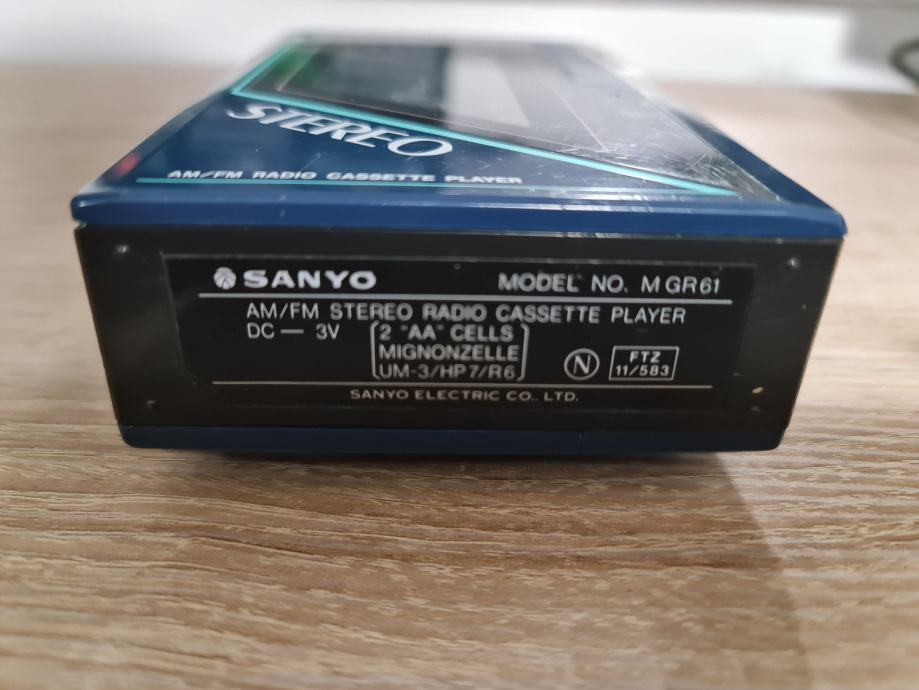 STEREO
AM/FM RADIO CASSETTE PLAYER
SANYO MODEL NO. M GR61
AM/FM STEREO RADIO CASSETTE PLAYER
DC — 3V 2 "AA" CELLS
MIGNONZELLE
UM-3/HP7/R6
N FTZ
11/583
SANYO ELECTRIC CO., LTD.